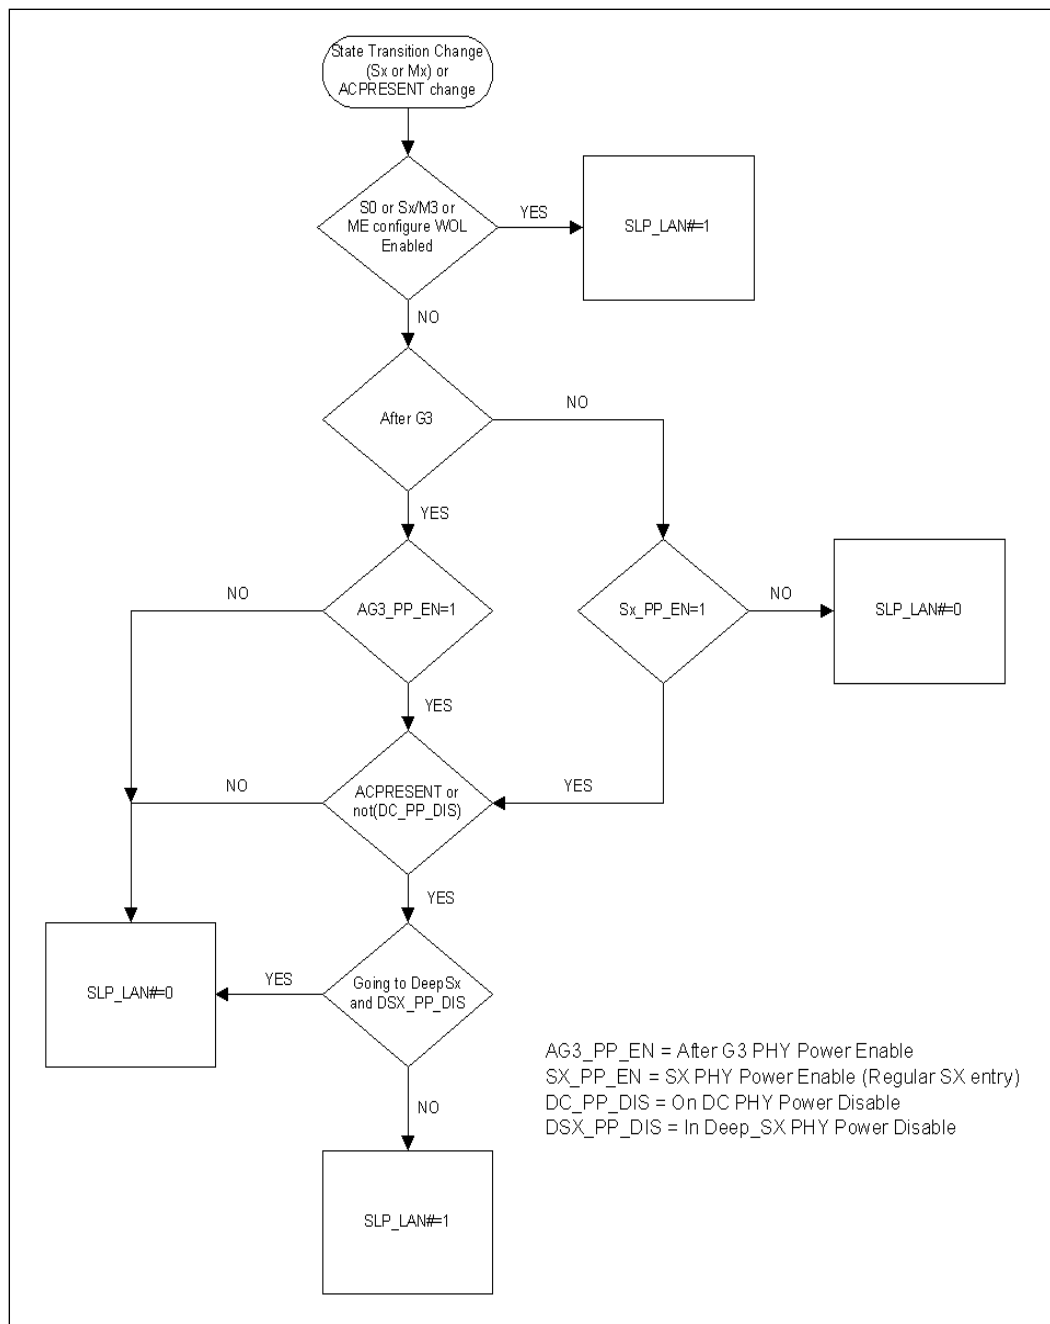 State Transition Change
(Sx or Mx) or
ACPRESENT change
S0 or Sx/M3 or
ME configure WOL
Enabled
YES
SLP_LAN#=1
NO
After G3
NO
YES
AG3_PP_EN=1
NO
Sx_PP_EN=1
NO
SLP_LAN#=0
YES
ACPRESENT or
not(DC_PP_DIS)
NO
YES
YES
Going to DeepSx
and DSX_PP_DIS
YES
SLP_LAN#=0
NO
SLP_LAN#=1
AG3_PP_EN = After G3 PHY Power Enable
SX_PP_EN = SX PHY Power Enable (Regular SX entry)
DC_PP_DIS = On DC PHY Power Disable
DSX_PP_DIS = In Deep_SX PHY Power Disable